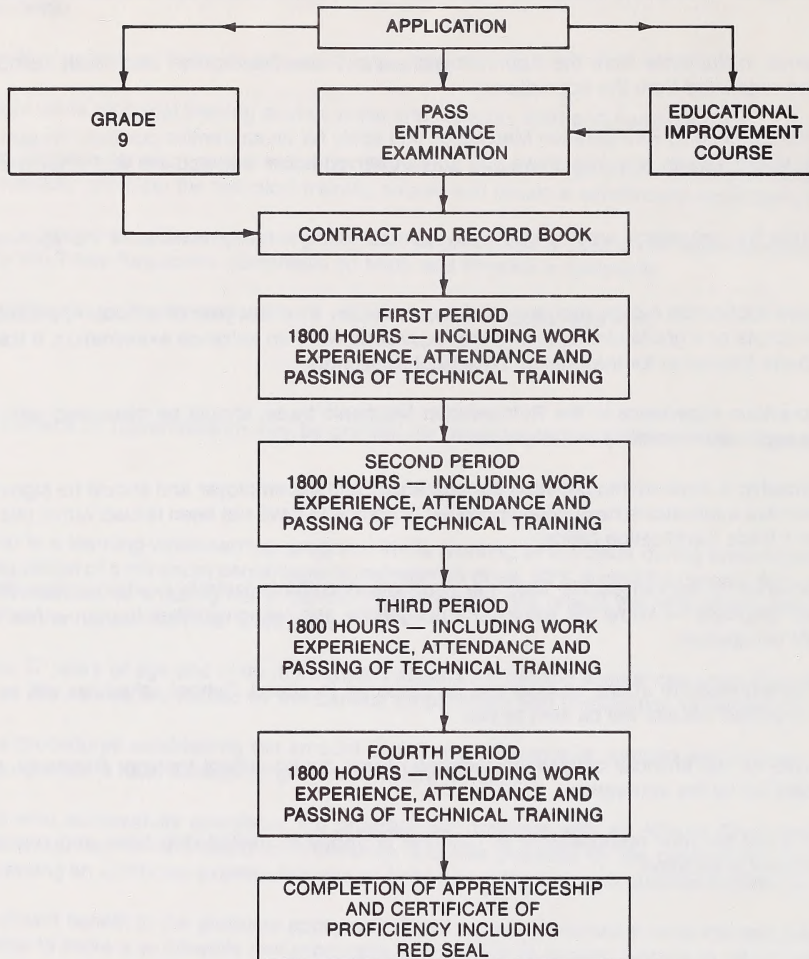 APPLICATION
GRADE
9
PASS
ENTRANCE
EXAMINATION
EDUCATIONAL
IMPROVEMENT
COURSE
CONTRACT AND RECORD BOOK
FIRST PERIOD
1800 HOURS — INCLUDING WORK
EXPERIENCE, ATTENDANCE AND
PASSING OF TECHNICAL TRAINING
SECOND PERIOD
1800 HOURS — INCLUDING WORK
EXPERIENCE, ATTENDANCE AND
PASSING OF TECHNICAL TRAINING
THIRD PERIOD
1800 HOURS — INCLUDING WORK
EXPERIENCE, ATTENDANCE AND
PASSING OF TECHNICAL TRAINING
FOURTH PERIOD
1800 HOURS — INCLUDING WORK
EXPERIENCE, ATTENDANCE AND
PASSING OF TECHNICAL TRAINING
COMPLETION OF APPRENTICESHIP
AND CERTIFICATE OF
PROFICIENCY INCLUDING
RED SEAL